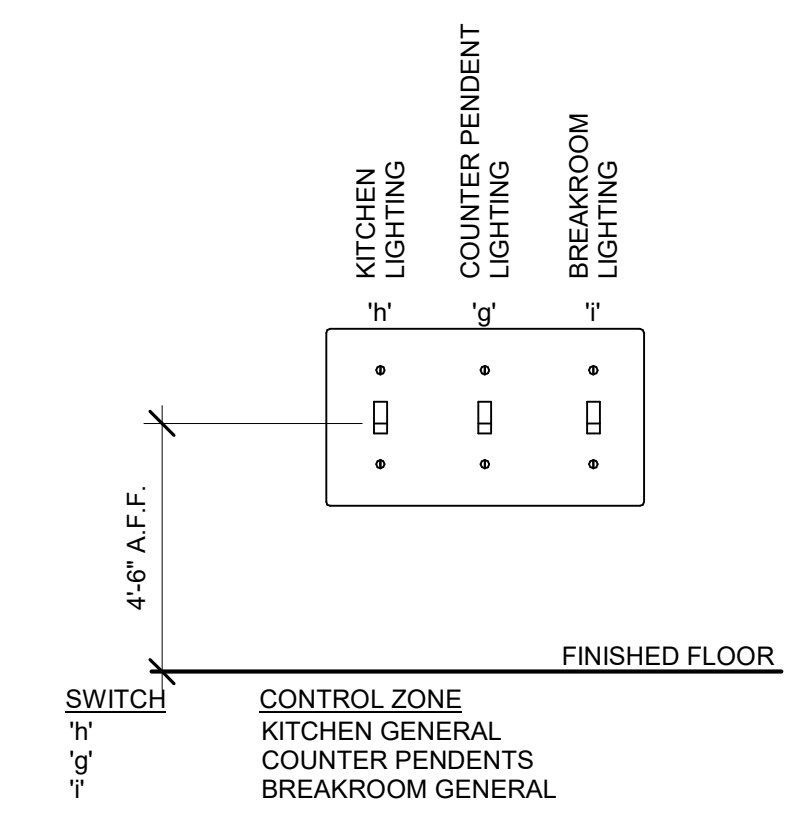 KITCHEN
LIGHTING
COUNTER PENDENT
LIGHTING
BREAKROOM
LIGHTING
'h'
'g'
'i'
4'-6" A.F.F.
FINISHED FLOOR
SWITCH CONTROL ZONE
'h' KITCHEN GENERAL
'g' COUNTER PENDENTS
'i' BREAKROOM GENERAL